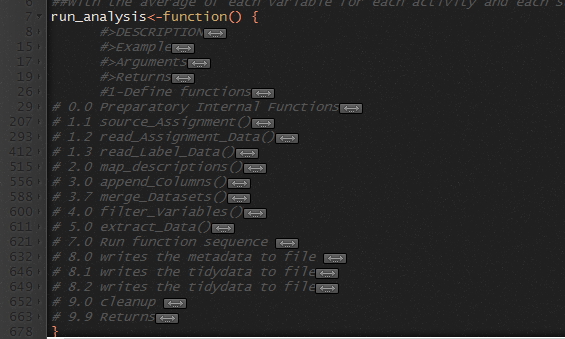 6 ##with the average of each variable for each activity and each s
7 run_analysis<-function() {
8 #>DESCRIPTION
15 #>Example
17 #>Arguments
19 #>Returns
26 #1-Define functions
29 # 0.0 Preparatory Internal Functions
207 # 1.1 source_Assignment()
293 # 1.2 read_Assignment_Data()
412 # 1.3 read_Label_Data()
515 # 2.0 map_descriptions()
556 # 3.0 append_Columns()
588 # 3.7 merge_Datasets()
600 # 4.0 filter_Variables()
611 # 5.0 extract_Data()
621 # 7.0 Run function sequence
632 # 8.0 writes the metadata to file
646 # 8.1 writes the tidydata to file
649 # 8.2 writes the tidydata to file
652 # 9.0 cleanup
663 # 9.9 Returns
678 }